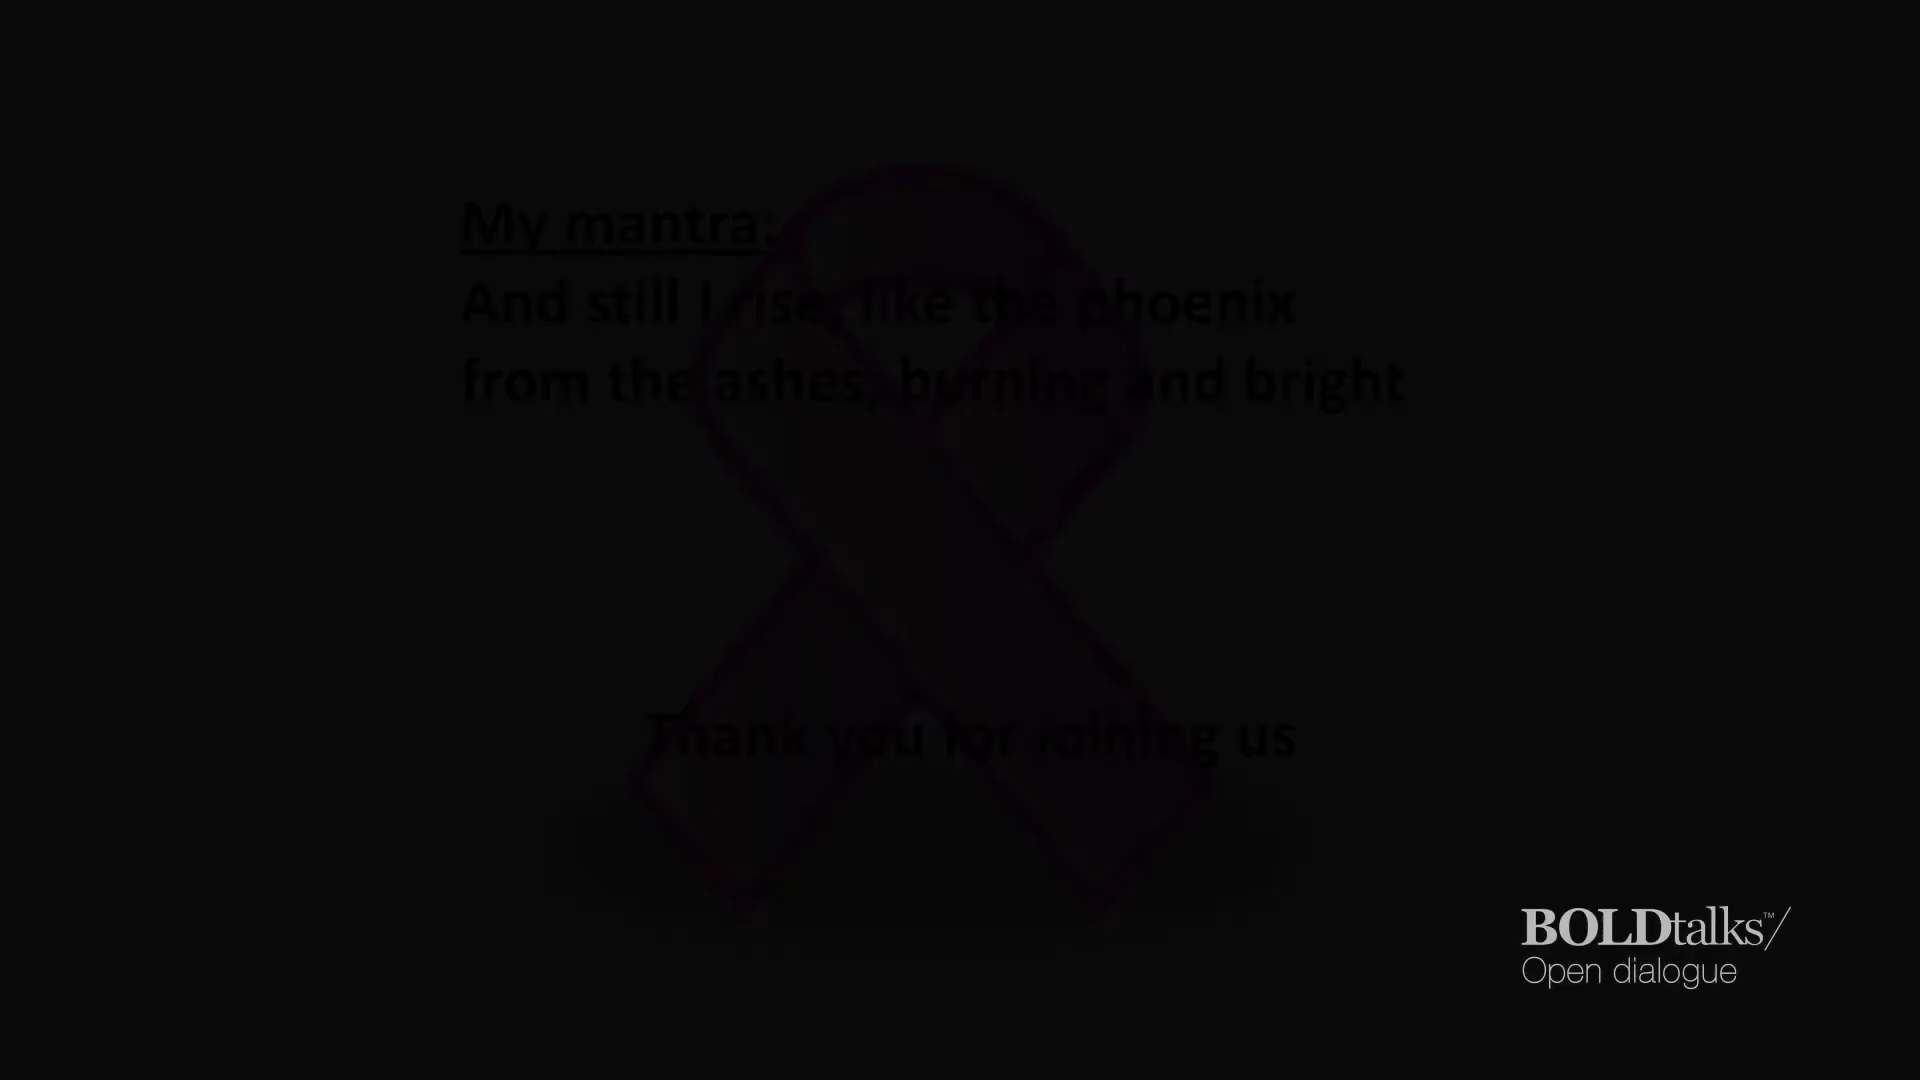 My mantra:
And still I rise, like the phoenix
from the ashes, burning and bright
Thank you for joining us
BOLDtalks™/
Open dialogue